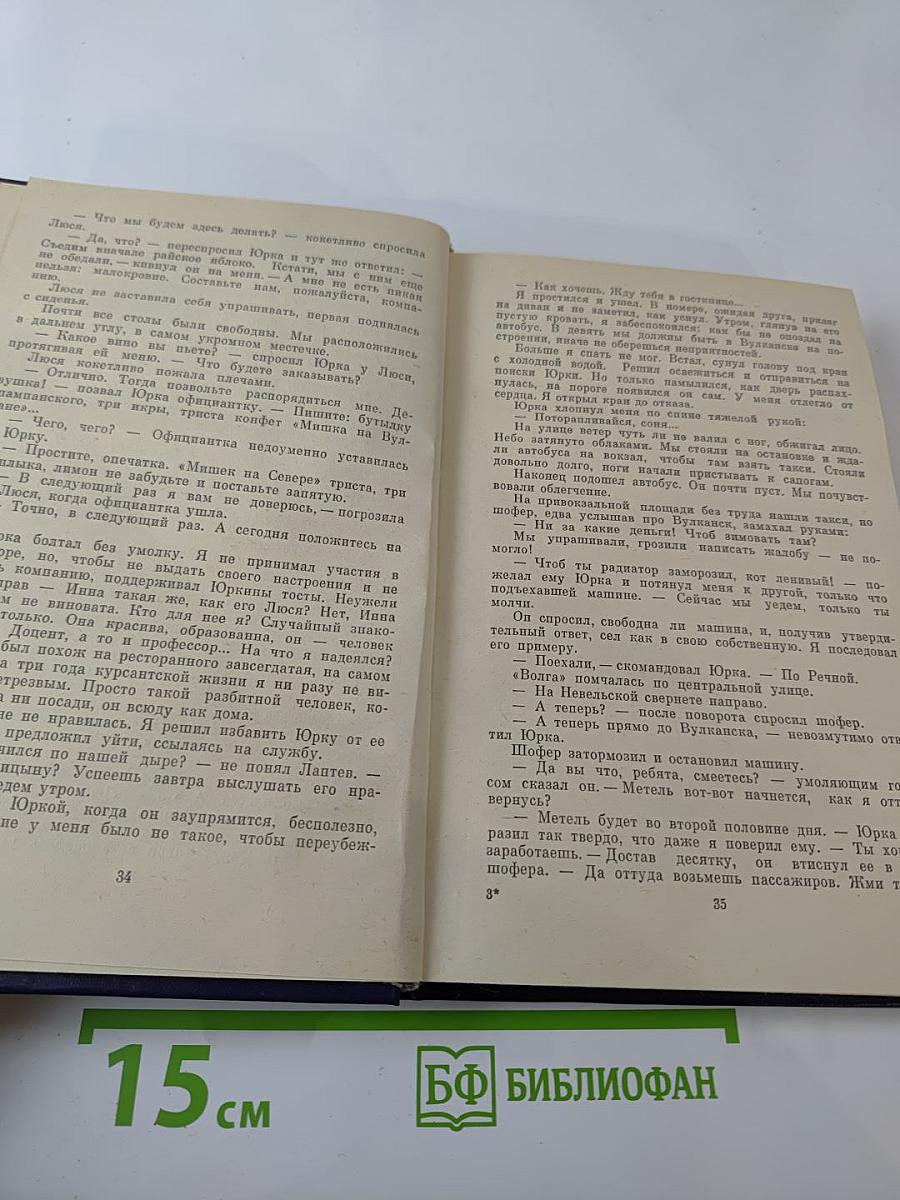 — Что мы будем здесь делать? — кокетливо спросила
Люся.
— Да, что? — переспросил Юрка и тут же ответил: —
Съедим вначале райское яблоко. Кстати, мы с ним еще
не обедали, — кивнул он на меня. — А мне не есть никак
нельзя: малокровие. Составьте нам, пожалуйста, компа-
нию.
Люся не заставила себя упрашивать, первая поднялась
с сиденья.
Почти все столы были свободны. Мы расположились
в дальнем углу, в самом укромном местечке.
— Какое вино вы пьете? — спросил Юрка у Люси,
протягивая ей меню. — Что будете заказывать?
Люся кокетливо пожала плечами.
— Отлично. Тогда позвольте распорядиться мне. Де-
вушка! — позвал Юрка официантку. — Пишите: бутылку
шампанского, три икры, триста конфет «Мишка на Вул-
ане»...
— Чего, чего? — Официантка недоуменно уставилась
Юрку.
— Простите, опечатка. «Мишек на Севере» триста, три
лыка, лимон не забудьте и поставьте запятую.
— В следующий раз я вам не доверюсь, — погрозила
Люся, когда официантка ушла.
Точно, в следующий раз. А сегодня положитесь на
рка болтал без умолку. Я не принимал участия в
оре, но, чтобы не выдать своего настроения и не
ь компанию, поддерживал Юркины тосты. Неужели
прав — Инна такая же, как его Люся? Нет, Инна
м не виновата. Кто для нее я? Случайный знако-
только. Она красива, образованна, он — человек
Доцент, а то и профессор... На что я надеялся?
был похож на ресторанного завсегдатая, на самом
а три года курсантской жизни я ни разу не ви-
етрезвым. Просто такой разбитной человек, ко-
а ни посади, он всюду как дома.
не не нравилась. Я решил избавить Юрку от ее
предложил уйти, ссылаясь на службу.
чился по нашей дыре? — не понял Лаптев. —
ицыну? Успеешь завтра выслушать его нра-
едем утром.
Юркой, когда он заупрямится, бесполезно,
ие у меня было не такое, чтобы переубеж-
34
— Как хочешь. Жду тебя в гостинице...
Я простился и ушел. В номере, ожидая друга, прилег
на диван и не заметил, как уснул. Утром, глянув на его
пустую кровать, я забеспокоился: как бы не опоздал на
автобус. В девять мы должны быть в Вулканске на по-
строении, иначе не оберешься неприятностей.
Больше я спать не мог. Встал, сунул голову под кран
с холодной водой. Решил освежиться и отправиться на
поиски Юрки. Но только намылился, как дверь распах-
нулась, на пороге появился он сам. У меня отлегло от
сердца. Я открыл кран до отказа.
Юрка хлопнул меня по спине тяжелой рукой:
— Поторапливайся, соня...
На улице ветер чуть ли не валил с ног, обжигал лицо.
Небо затянуто облаками. Мы стояли на остановке и жда-
ли автобуса на вокзал, чтобы там взять такси. Стояли
довольно долго, ноги начали пристывать к сапогам.
Наконец подошел автобус. Он почти пуст. Мы почувст-
вовали облегчение.
На привокзальной площади без труда нашли такси, но
шофер, едва услышав про Вулканск, замахал руками:
— Ни за какие деньги! Чтоб зимовать там?
Мы упрашивали, грозили написать жалобу — не по-
могло!
— Чтоб ты радиатор заморозил, кот ленивый! — по-
желал ему Юрка и потянул меня к другой, только что
подъехавшей машине. — Сейчас мы уедем, только ты
молчи.
Он спросил, свободна ли машина, и, получив утверди-
тельный ответ, сел как в свою собственную. Я последовал
его примеру.
— Поехали, — скомандовал Юрка. — По Речной.
«Волга» помчалась по центральной улице.
— На Невельской свернете направо.
— А теперь? — после поворота спросил шофер.
— А теперь прямо до Вулканска, — невозмутимо отв
тил Юрка.
Шофер затормозил и остановил машину.
— Да вы что, ребята, смеетесь? — умоляющим го
сом сказал он. — Метель вот-вот начнется, как я отт
вернусь?
— Метель будет во второй половине дня. — Юрка
разил так твердо, что даже я поверил ему. — Ты хо
заработаешь. — Достав десятку, он втиснул ее в
шофера. — Да оттуда возьмешь пассажиров. Жми т
3*
35
15 см
БФ БИБЛИОФАН